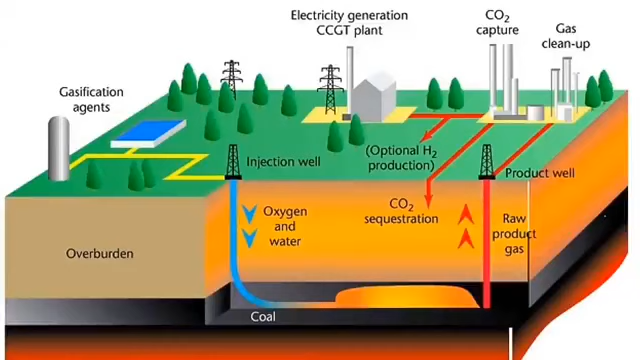 Electricity generation
CCGT plant
CO₂
capture
Gas
clean-up
Gasification
agents
Injection well
(Optional H₂
production)
Product well
CO₂
sequestration
Oxygen
and
water
Raw
product
gas
Overburden
Coal